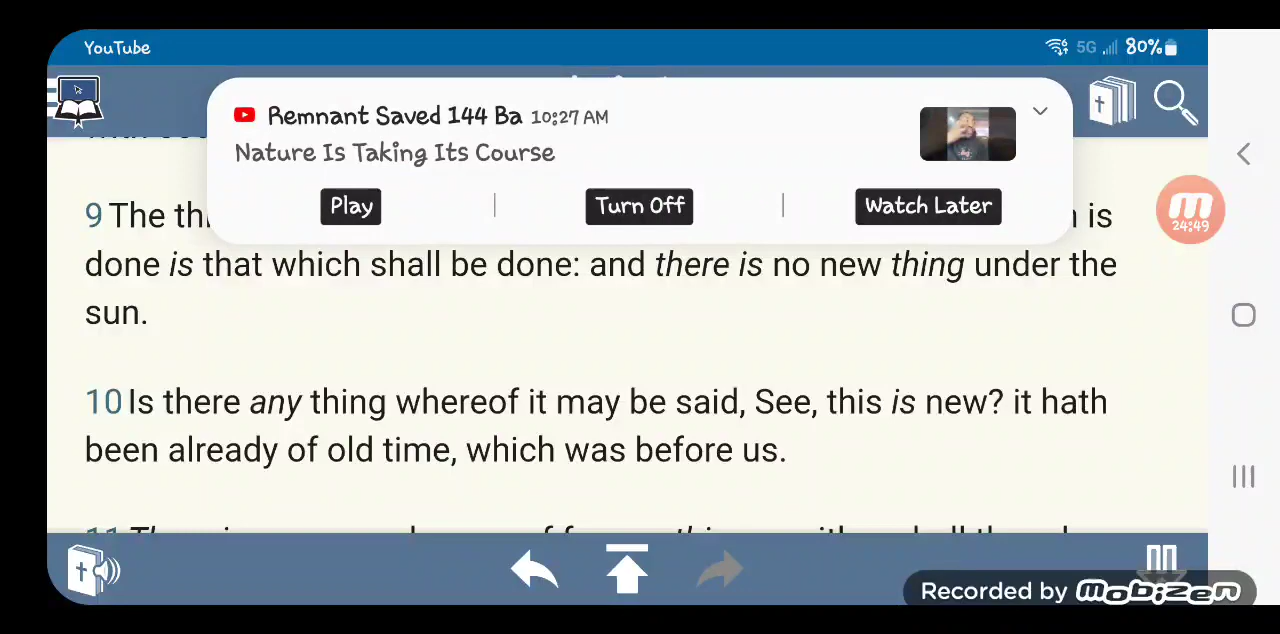 YouTube 5G 80%
Remnant Saved 144 Ba 10:27 AM
Nature Is Taking Its Course
Play | Turn Off | Watch Later
24:49
9 The is
done is that which shall be done: and there is no new thing under the
sun.
10 Is there any thing whereof it may be said, See, this is new? it hath
been already of old time, which was before us.
Recorded by MOBIZEN